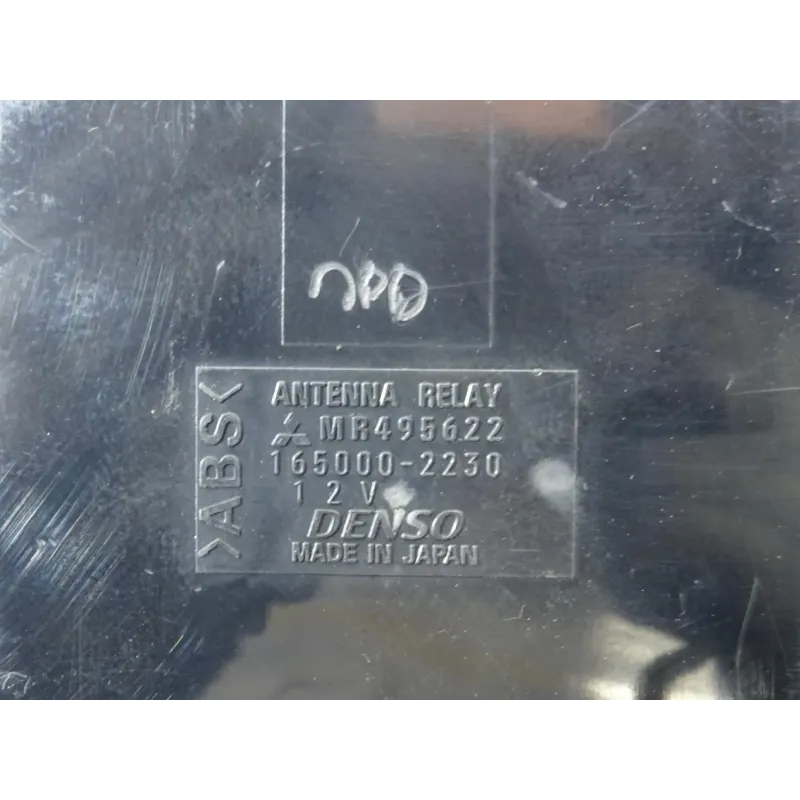 ANTENNA RELAY
MR495622
165000-2230
12V
DENSO
MADE IN JAPAN
>ABS<